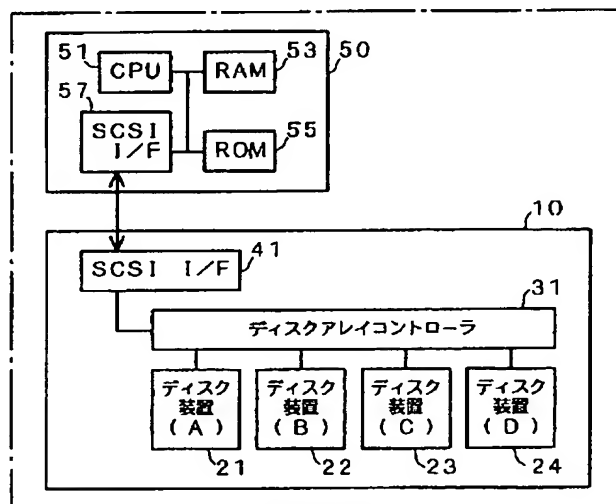 51
CPU
RAM
53
50
57
SCSI
I/F
ROM
55
10
SCSI I/F
41
31
ディスクアレイコントローラ
ディスク
装置
(A)
ディスク
装置
(B)
ディスク
装置
(C)
ディスク
装置
(D)
21
22
23
24